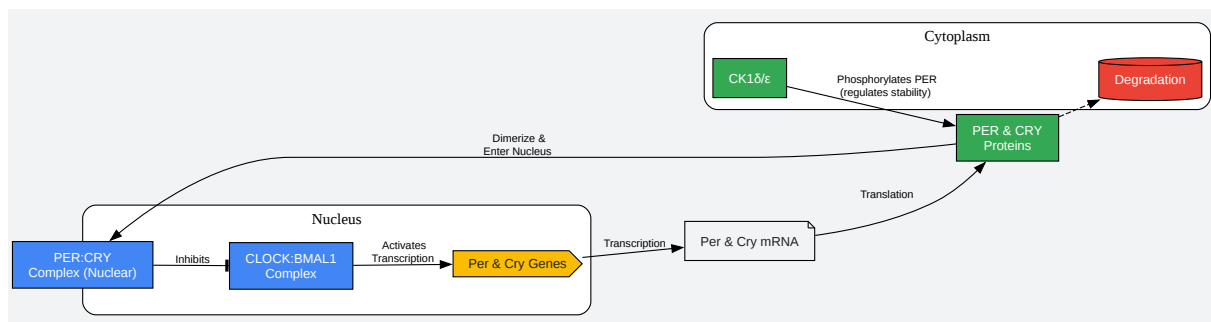 Cytoplasm
CK1δ/ε
Phosphorylates PER
(regulates stability)
Degradation
PER & CRY
Proteins
Dimerize &
Enter Nucleus
Translation
Nucleus
PER:CRY
Complex (Nuclear)
Inhibits
CLOCK:BMAL1
Complex
Activates
Transcription
Per & Cry Genes
Transcription
Per & Cry mRNA